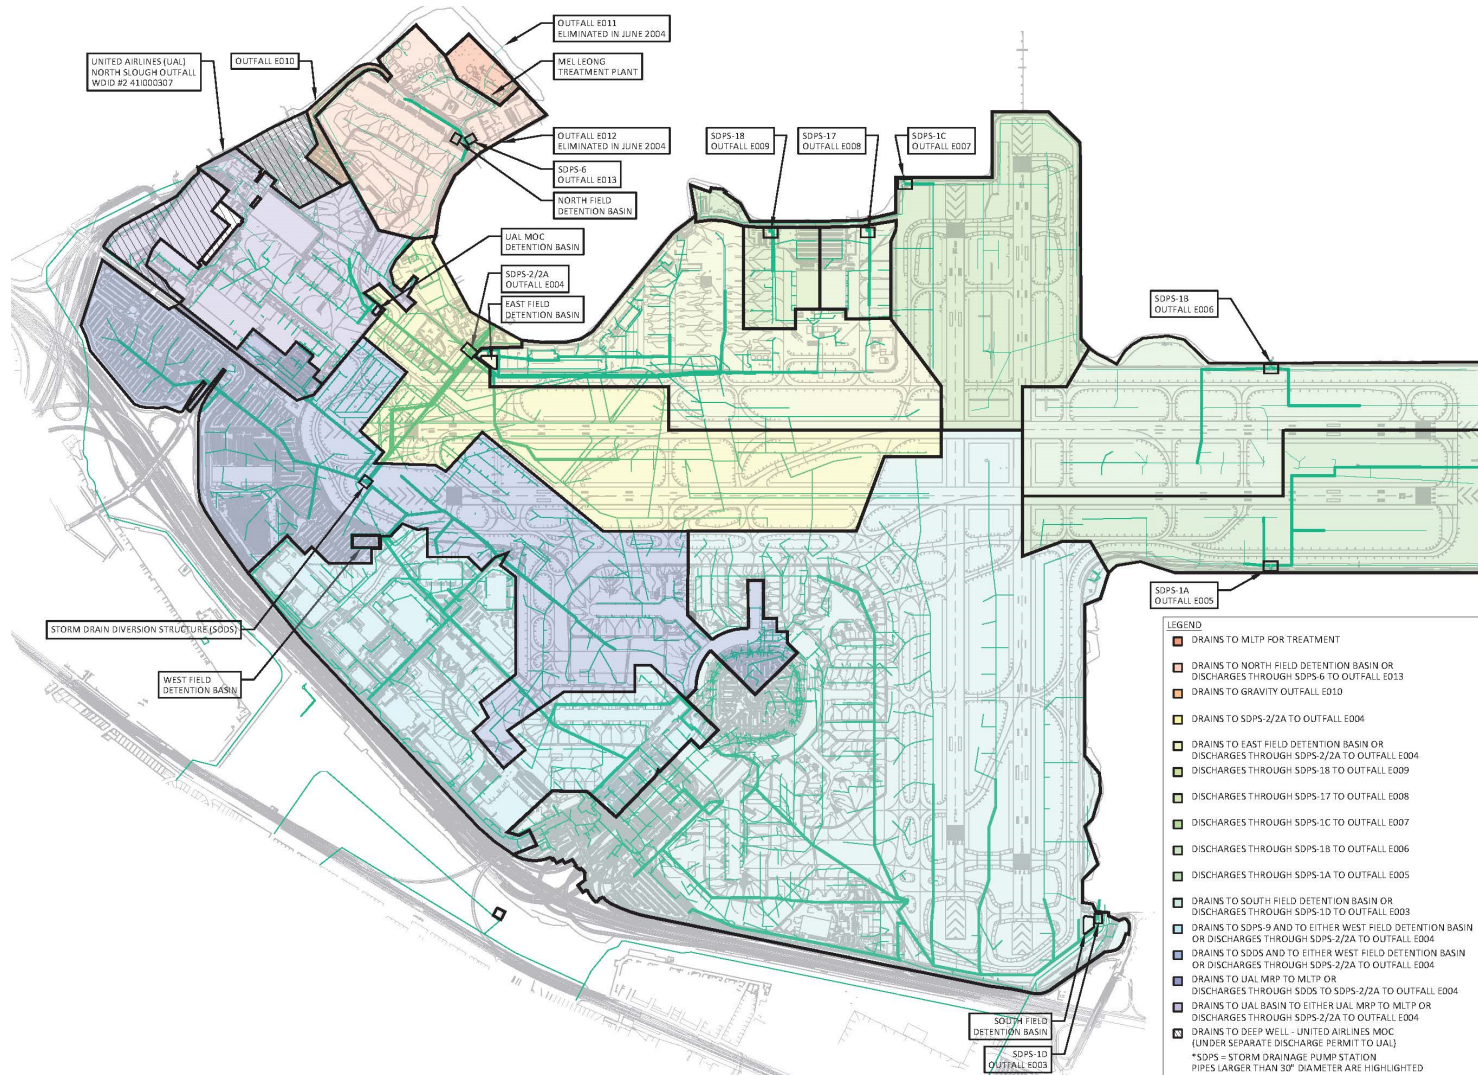 OUTFALL E011
ELIMINATED IN JUNE 2004
UNITED AIRLINES (UAL)
NORTH SLOUGH OUTFALL
WDID #2 41I000307
OUTFALL E010
MEL LEONG
TREATMENT PLANT
OUTFALL E012
ELIMINATED IN JUNE 2004
SDPS-6
OUTFALL E013
NORTH FIELD
DETENTION BASIN
SDPS-18
OUTFALL E009
SDPS-17
OUTFALL E008
SDPS-1C
OUTFALL E007
UAL MOC
DETENTION BASIN
SDPS-2/2A
OUTFALL E004
EAST FIELD
DETENTION BASIN
SDPS-1B
OUTFALL E006
SDPS-1A
OUTFALL E005
STORM DRAIN DIVERSION STRUCTURE (SDDS)
WEST FIELD
DETENTION BASIN
SOUTH FIELD
DETENTION BASIN
SDPS-1D
OUTFALL E003
LEGEND
DRAINS TO MLTP FOR TREATMENT
DRAINS TO NORTH FIELD DETENTION BASIN OR
DISCHARGES THROUGH SDPS-6 TO OUTFALL E013
DRAINS TO GRAVITY OUTFALL E010
DRAINS TO SDPS-2/2A TO OUTFALL E004
DRAINS TO EAST FIELD DETENTION BASIN OR
DISCHARGES THROUGH SDPS-2/2A TO OUTFALL E004
DISCHARGES THROUGH SDPS-18 TO OUTFALL E009
DISCHARGES THROUGH SDPS-17 TO OUTFALL E008
DISCHARGES THROUGH SDPS-1C TO OUTFALL E007
DISCHARGES THROUGH SDPS-1B TO OUTFALL E006
DISCHARGES THROUGH SDPS-1A TO OUTFALL E005
DRAINS TO SOUTH FIELD DETENTION BASIN OR
DISCHARGES THROUGH SDPS-1D TO OUTFALL E003
DRAINS TO SDPS-9 AND TO EITHER WEST FIELD DETENTION BASIN
OR DISCHARGES THROUGH SDPS-2/2A TO OUTFALL E004
DRAINS TO SDDS AND TO EITHER WEST FIELD DETENTION BASIN
OR DISCHARGES THROUGH SDPS-2/2A TO OUTFALL E004
DRAINS TO UAL MRP TO MLTP OR
DISCHARGES THROUGH SDDS TO SDPS-2/2A TO OUTFALL E004
DRAINS TO UAL BASIN TO EITHER UAL MRP TO MLTP OR
DISCHARGES THROUGH SDPS-2/2A TO OUTFALL E004
DRAINS TO DEEP WELL - UNITED AIRLINES MOC
(UNDER SEPARATE DISCHARGE PERMIT TO UAL)
*SDPS = STORM DRAINAGE PUMP STATION
PIPES LARGER THAN 30" DIAMETER ARE HIGHLIGHTED